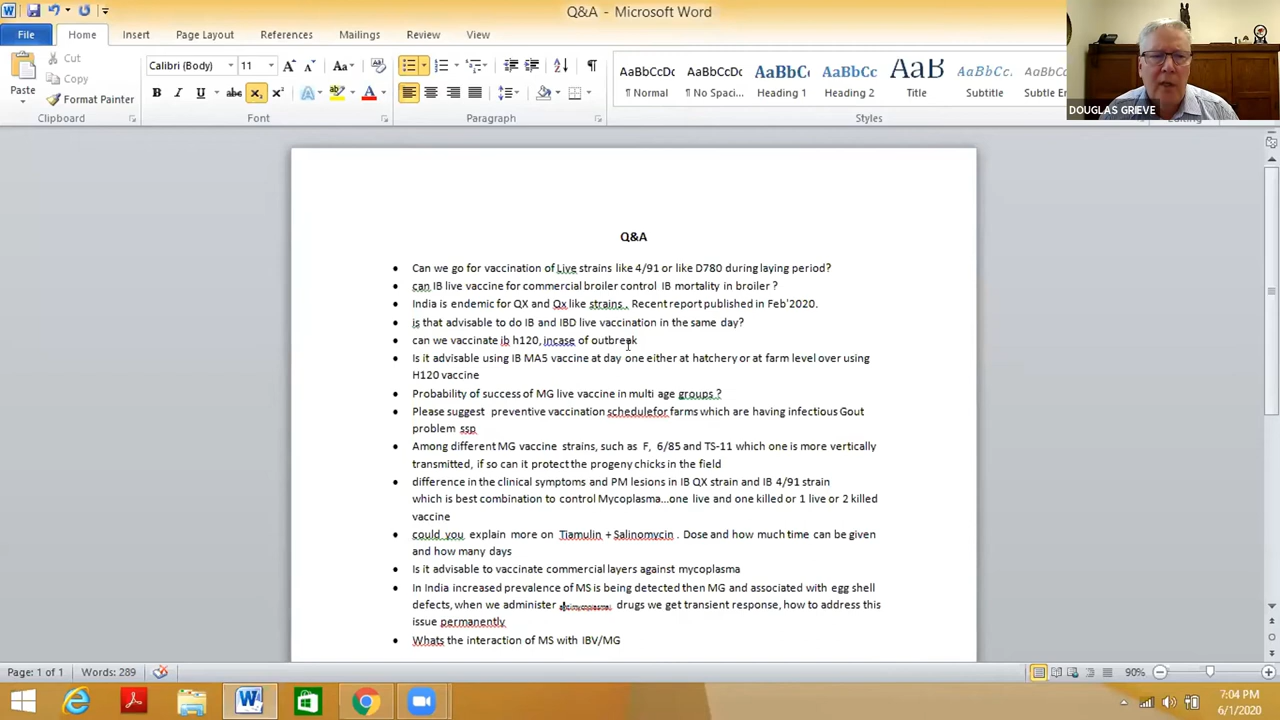 Q&A - Microsoft Word
File Home Insert Page Layout References Mailings Review View
Cut
Copy
Format Painter
Paste
Calibri (Body) 11
AaBbCcDc AaBbCcDc AaBbC AaBbCc AaB AaBbCcL AaB
¶ Normal ¶ No Spaci... Heading 1 Heading 2 Title Subtitle Subtle Em
Clipboard Font Paragraph Styles
DOUGLAS GRIEVE
Q&A
• Can we go for vaccination of Live strains like 4/91 or like D780 during laying period?
• can IB live vaccine for commercial broiler control IB mortality in broiler ?
• India is endemic for QX and Qx like strains . Recent report published in Feb'2020.
• is that advisable to do IB and IBD live vaccination in the same day?
• can we vaccinate ib h120, incase of outbreak
• Is it advisable using IB MA5 vaccine at day one either at hatchery or at farm level over using
H120 vaccine
• Probability of success of MG live vaccine in multi age groups ?
• Please suggest preventive vaccination schedulefor farms which are having infectious Gout
problem ssp
• Among different MG vaccine strains, such as F, 6/85 and TS-11 which one is more vertically
transmitted, if so can it protect the progeny chicks in the field
• difference in the clinical symptoms and PM lesions in IB QX strain and IB 4/91 strain
which is best combination to control Mycoplasma...one live and one killed or 1 live or 2 killed
vaccine
• could you explain more on Tiamulin + Salinomycin . Dose and how much time can be given
and how many days
• Is it advisable to vaccinate commercial layers against mycoplasma
• In India increased prevalence of MS is being detected then MG and associated with egg shell
defects, when we administer drugs we get transient response, how to address this
issue permanently
• Whats the interaction of MS with IBV/MG
Page: 1 of 1 Words: 289 90%
7:04 PM
6/1/2020